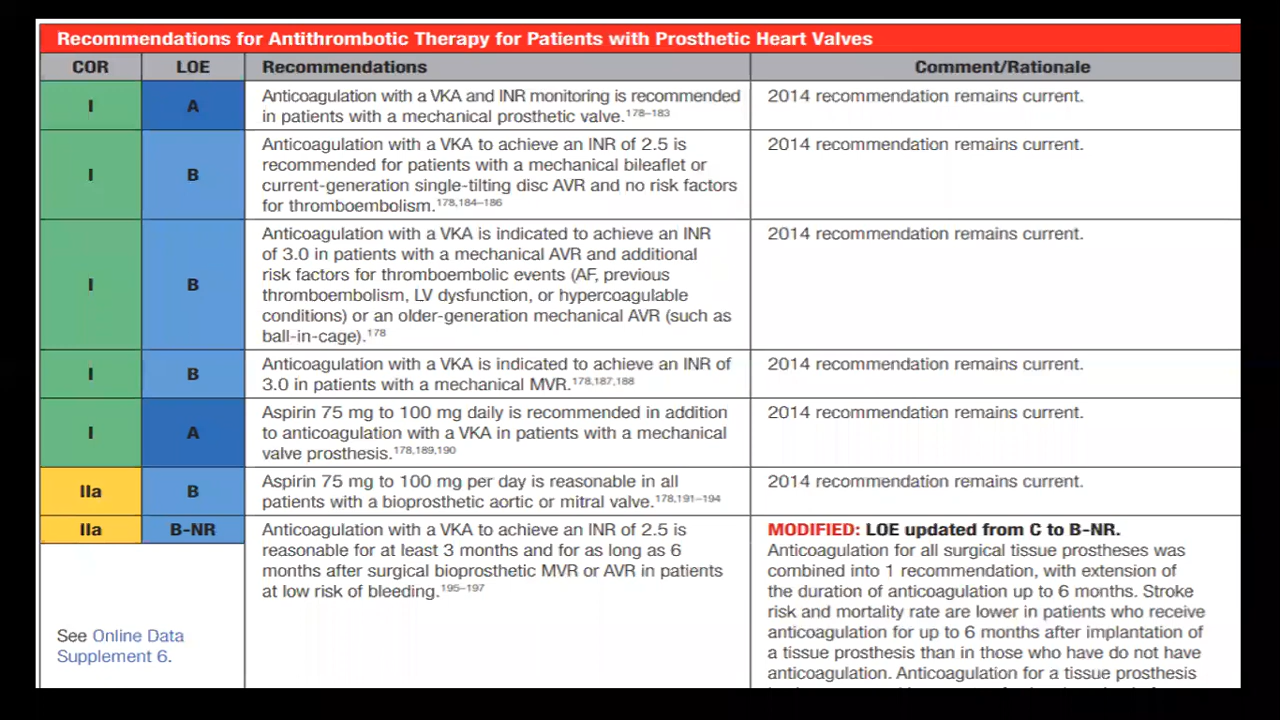 Recommendations for Antithrombotic Therapy for Patients with Prosthetic Heart Valves
COR LOE Recommendations Comment/Rationale
I A Anticoagulation with a VKA and INR monitoring is recommended
in patients with a mechanical prosthetic valve.178–183
2014 recommendation remains current.
I B Anticoagulation with a VKA to achieve an INR of 2.5 is
recommended for patients with a mechanical bileaflet or
current-generation single-tilting disc AVR and no risk factors
for thromboembolism.178,184–186
2014 recommendation remains current.
I B Anticoagulation with a VKA is indicated to achieve an INR
of 3.0 in patients with a mechanical AVR and additional
risk factors for thromboembolic events (AF, previous
thromboembolism, LV dysfunction, or hypercoagulable
conditions) or an older-generation mechanical AVR (such as
ball-in-cage).178
2014 recommendation remains current.
I B Anticoagulation with a VKA is indicated to achieve an INR of
3.0 in patients with a mechanical MVR.178,187,188
2014 recommendation remains current.
I A Aspirin 75 mg to 100 mg daily is recommended in addition
to anticoagulation with a VKA in patients with a mechanical
valve prosthesis.178,189,190
2014 recommendation remains current.
IIa B Aspirin 75 mg to 100 mg per day is reasonable in all
patients with a bioprosthetic aortic or mitral valve.178,191–194
2014 recommendation remains current.
IIa B-NR Anticoagulation with a VKA to achieve an INR of 2.5 is
reasonable for at least 3 months and for as long as 6
months after surgical bioprosthetic MVR or AVR in patients
at low risk of bleeding.195–197
See Online Data
Supplement 6.
MODIFIED: LOE updated from C to B-NR.
Anticoagulation for all surgical tissue prostheses was
combined into 1 recommendation, with extension of
the duration of anticoagulation up to 6 months. Stroke
risk and mortality rate are lower in patients who receive
anticoagulation for up to 6 months after implantation of
a tissue prosthesis than in those who have do not have
anticoagulation. Anticoagulation for a tissue prosthesis